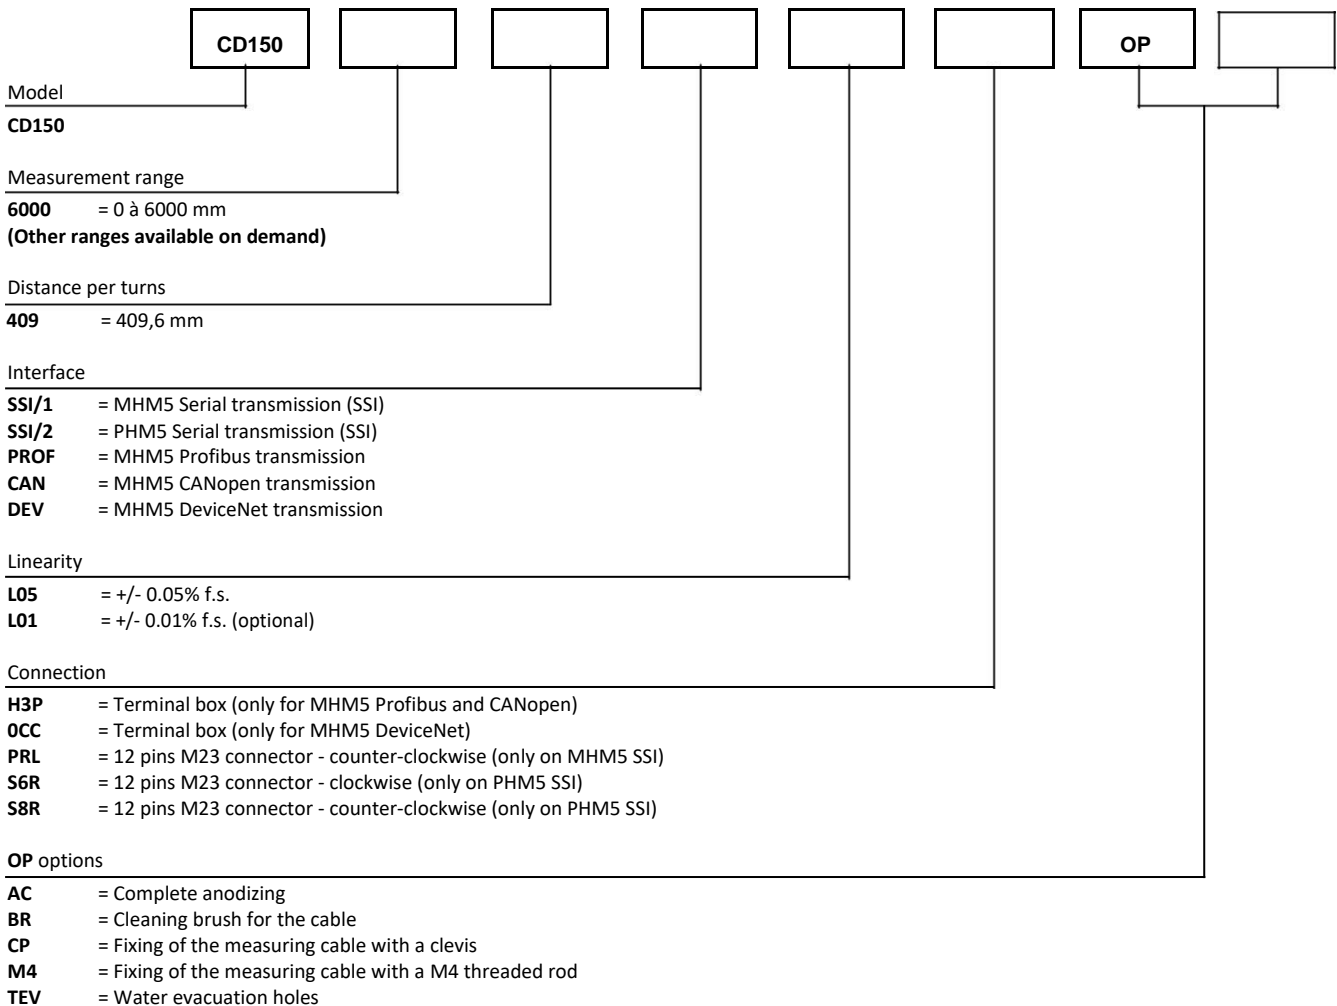 CD150 OP
Model
CD150
Measurement range
6000 = 0 à 6000 mm
(Other ranges available on demand)
Distance per turns
409 = 409,6 mm
Interface
SSI/1 = MHM5 Serial transmission (SSI)
SSI/2 = PHM5 Serial transmission (SSI)
PROF = MHM5 Profibus transmission
CAN = MHM5 CANopen transmission
DEV = MHM5 DeviceNet transmission
Linearity
L05 = +/- 0.05% f.s.
L01 = +/- 0.01% f.s. (optional)
Connection
H3P = Terminal box (only for MHM5 Profibus and CANopen)
0CC = Terminal box (only for MHM5 DeviceNet)
PRL = 12 pins M23 connector - counter-clockwise (only on MHM5 SSI)
S6R = 12 pins M23 connector - clockwise (only on PHM5 SSI)
S8R = 12 pins M23 connector - counter-clockwise (only on PHM5 SSI)
OP options
AC = Complete anodizing
BR = Cleaning brush for the cable
CP = Fixing of the measuring cable with a clevis
M4 = Fixing of the measuring cable with a M4 threaded rod
TEV = Water evacuation holes